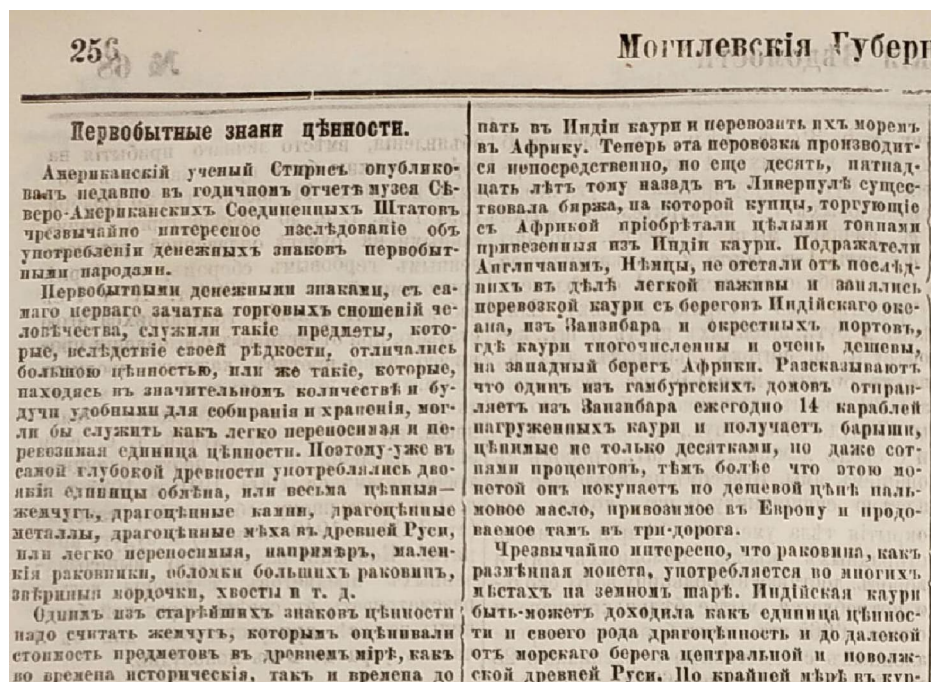 256
Могилевскія Губерн
Первобытные знаки цѣнности.
Американскій ученый Стирнсъ опублико-
валъ недавно въ годичномъ отчетѣ музея Сѣ-
веро-Американскихъ Соединенныхъ Штатовъ
чрезвычайно интересное изслѣдованіе объ
употребленіи денежныхъ знаковъ первобыт-
ными народами.
Первобытными денежными знаками, съ са-
маго перваго зачатка торговыхъ сношеній че-
ловѣчества, служили такіе предметы, кото-
рые, вслѣдствіе своей рѣдкости, отличались
большою цѣнностью, или же такіе, которые,
находясь въ значительномъ количествѣ и бу-
дучи удобными для собиранія и храненія, мог-
ли бы служить какъ легко переносимая и пе-
ревозимая единица цѣнности. Поэтому-уже въ
самой глубокой древности употреблялись дво-
якія единицы обмѣна, или весьма цѣнныя—
жемчугъ, драгоцѣнные камни, драгоцѣнные
металлы, драгоцѣнные мѣха въ древней Руси,
или легко переносимыя, напримѣръ, малень-
кія раковинки, обломки большихъ раковинъ,
звѣриныя мордочки, хвосты и т. д.
Однимъ изъ старѣйшихъ знаковъ цѣнности
надо считать жемчугъ, которымъ оцѣнивали
стоимость предметовъ въ древнемъ мірѣ, какъ
во времена историческія, такъ и времена до
пать въ Индіи каури и перевозить ихъ моремъ
въ Африку. Теперь эта перовозка производит-
ся непосредственно, но еще десять, пятнад-
цать лѣтъ тому назадъ въ Ливерпулѣ сущес-
твовала биржа, на которой купцы, торгующіе
съ Африкой пріобрѣтали цѣлыми тоннами
привезенныя изъ Индіи каури. Подражатели
Англичанамъ, Нѣмцы, не отстали отъ послѣд-
нихъ въ дѣлѣ легкой наживы и занялись
перевозкой каури съ береговъ Индійскаго оке-
ана, изъ Занзибара и окрестныхъ портовъ,
гдѣ каури многочисленны и очень дешевы,
на западный берегъ Африки. Разсказываютъ
что одинъ изъ гамбургскихъ домовъ отправ-
ляетъ изъ Занзибара ежегодно 14 караблей
нагруженныхъ каури и получаетъ барыши,
цѣнимые не только десятками, но даже сот-
нями процентовъ, тѣмъ болѣе что этою мо-
нетой онъ покупаетъ по дешевой цѣнѣ паль-
мовое масло, привозимое въ Европу и продо-
ваемое тамъ въ три-дорога.
Чрезвычайно интересно, что раковина, какъ
размѣнная монета, употребляется во многихъ
мѣстахъ на земномъ шарѣ. Индійская каури
быть-можетъ доходила какъ единица цѣннос-
ти и своего рода драгоцѣнность и до далекой
отъ морскаго берега центральной и поволж-
ской древней Руси. По крайней мѣрѣ въ кур-